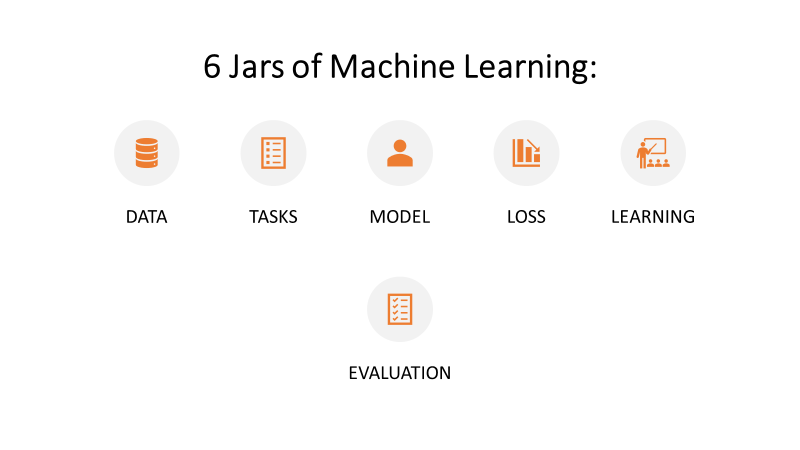 6 Jars of Machine Learning:
DATA
TASKS
MODEL
LOSS
LEARNING
EVALUATION